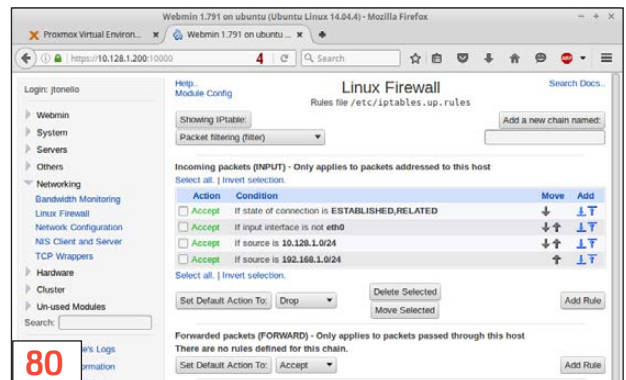 Webmin 1.791 on ubuntu (Ubuntu Linux 14.04.4) - Mozilla Firefox
Proxmox Virtual Environ... Webmin 1.791 on ubuntu ...
https://10.128.1.200:10000 4 Search
Login: jtonello
Webmin
System
Servers
Others
Networking
Bandwidth Monitoring
Linux Firewall
Network Configuration
NIS Client and Server
TCP Wrappers
Hardware
Cluster
Un-used Modules
Search:
e's Logs
rmation
80
Help..
Module Config
Linux Firewall
Rules file /etc/iptables.up.rules
Search Docs..
Showing IPtable:
Add a new chain named:
Packet filtering (filter)
Incoming packets (INPUT) - Only applies to packets addressed to this host
Select all. | Invert selection.
Action Condition Move Add
Accept If state of connection is ESTABLISHED,RELATED
Accept If input interface is not eth0
Accept If source is 10.128.1.0/24
Accept If source is 192.168.1.0/24
Select all. | Invert selection.
Set Default Action To: Drop
Delete Selected
Move Selected
Add Rule
Forwarded packets (FORWARD) - Only applies to packets passed through this host
There are no rules defined for this chain.
Set Default Action To: Accept
Add Rule